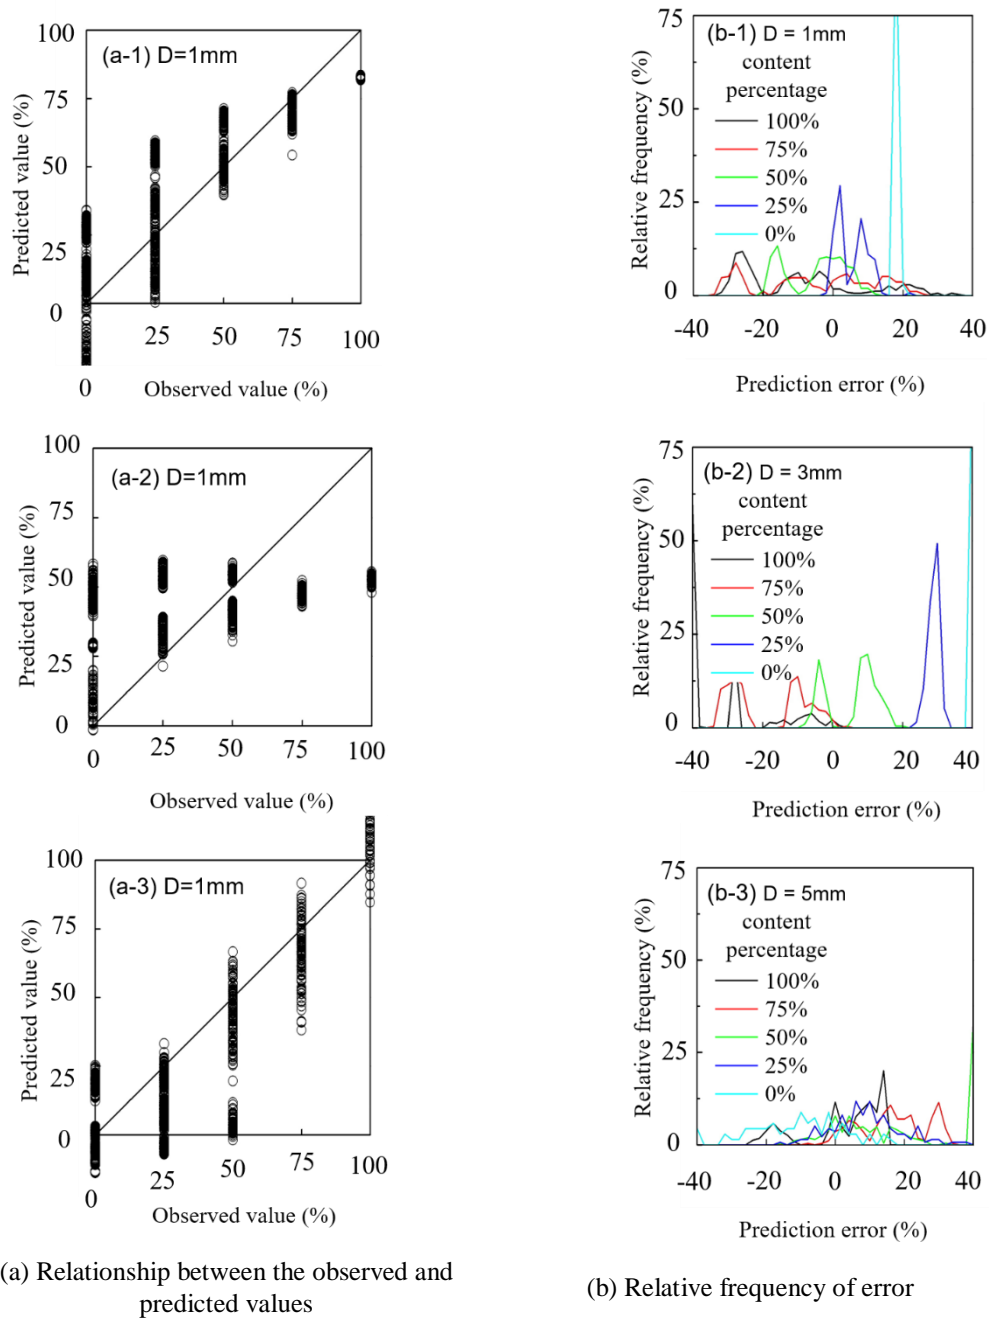 100
(a-1) D=1mm
75
50
25
0
Predicted value (%)
0
25
50
75
100
Observed value (%)
75
(b-1) D = 1mm
content
percentage
100%
75%
50%
25%
0%
50
25
0
Relative frequency (%)
-40
-20
0
20
40
Prediction error (%)
100
(a-2) D=1mm
75
50
25
0
Predicted value (%)
0
25
50
75
100
Observed value (%)
75
(b-2) D = 3mm
content
percentage
100%
75%
50%
25%
0%
50
25
0
Relative frequency (%)
-40
-20
0
20
40
Prediction error (%)
100
(a-3) D=1mm
75
50
25
0
Predicted value (%)
0
25
50
75
100
Observed value (%)
75
(b-3) D = 5mm
content
percentage
100%
75%
50%
25%
0%
50
25
0
Relative frequency (%)
-40
-20
0
20
40
Prediction error (%)
(a) Relationship between the observed and
predicted values
(b) Relative frequency of error